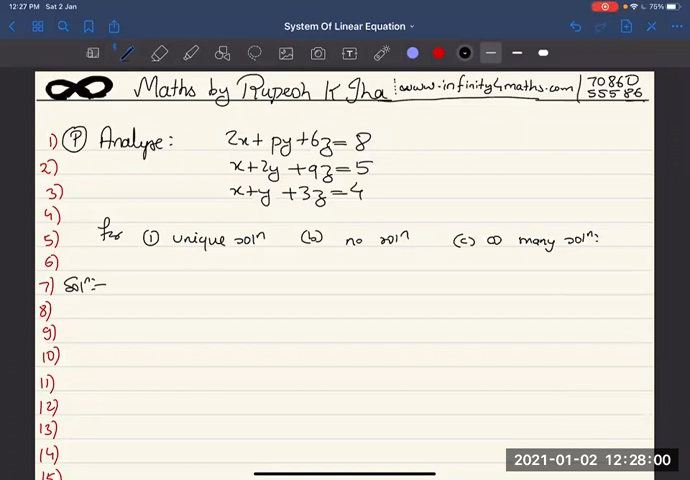 12:27 PM Sat 2 Jan 75%
System Of Linear Equation
∞ Maths by Rupesh K Jha www.infinity4maths.com/ 70860
55586
1) (P) Analyse: 2x + py + 6z = 8
2) x + 2y + qz = 5
3) x + y + 3z = 4
4)
5) for (i) unique solⁿ (b) no solⁿ (c) ∞ many solⁿ:
6)
7) Solⁿ:-
8)
9)
10)
11)
12)
13)
14)
15)
2021-01-02 12:28:00